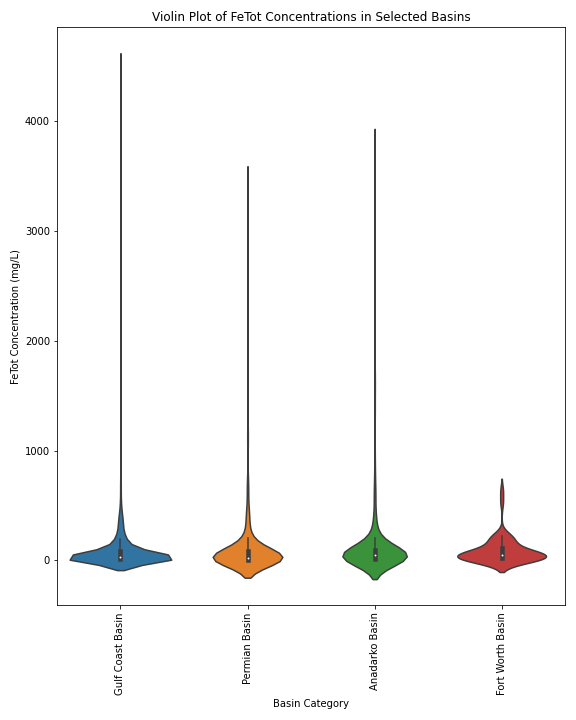 Violin Plot of FeTot Concentrations in Selected Basins
FeTot Concentration (mg/L)
4000
3000
2000
1000
0
Gulf Coast Basin
Permian Basin
Anadarko Basin
Fort Worth Basin
Basin Category